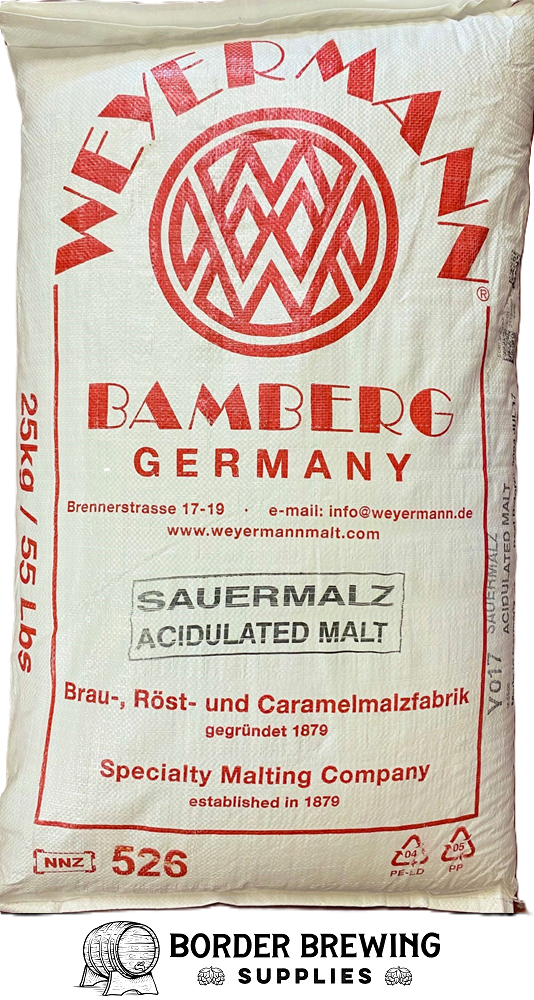 WEYERMANN
®
BAMBERG
GERMANY
Brennerstrasse 17-19 · e-mail: info@weyermann.de
www.weyermannmalt.com
SAUERMALZ
ACIDULATED MALT
Brau-, Röst- und Caramelmalzfabrik
gegründet 1879
Specialty Malting Company
established in 1879
25kg / 55 Lbs
NNZ 526
04
PE-LD
05
PP
Y017 SAUERMALZ
ACIDULATED MALT
BORDER BREWING
SUPPLIES